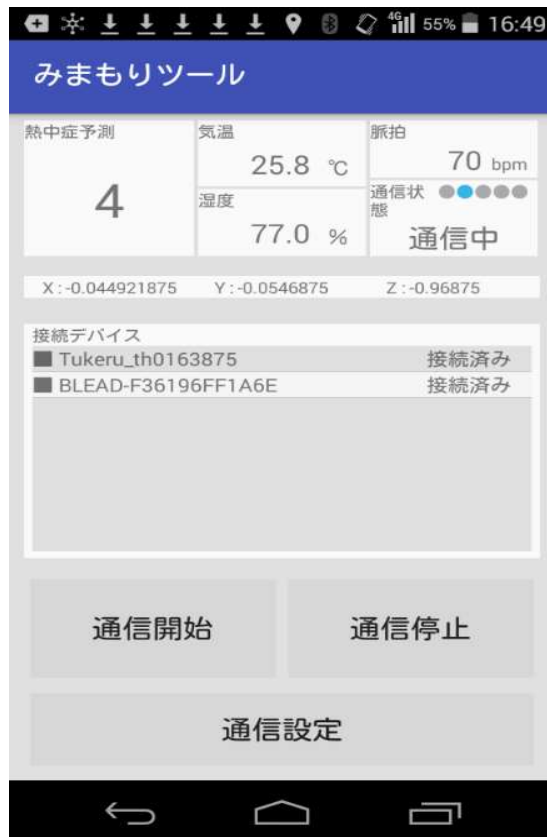 4G 55% 16:49
みまもりツール
熱中症予測
4
気温
25.8 ℃
湿度
77.0 %
脈拍
70 bpm
通信状
態
通信中
X:-0.044921875 Y:-0.0546875 Z:-0.96875
接続デバイス
Tukeru_th0163875 接続済み
BLEAD-F36196FF1A6E 接続済み
通信開始 通信停止
通信設定